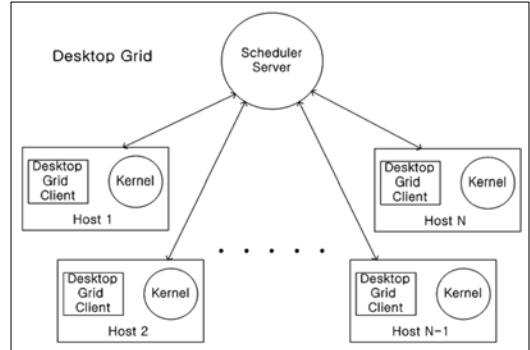 Desktop Grid
Scheduler
Server
Desktop
Grid
Client
Kernel
Host 1
Desktop
Grid
Client
Kernel
Host N
Desktop
Grid
Client
Kernel
Host 2
. . . . .
Desktop
Grid
Client
Kernel
Host N-1